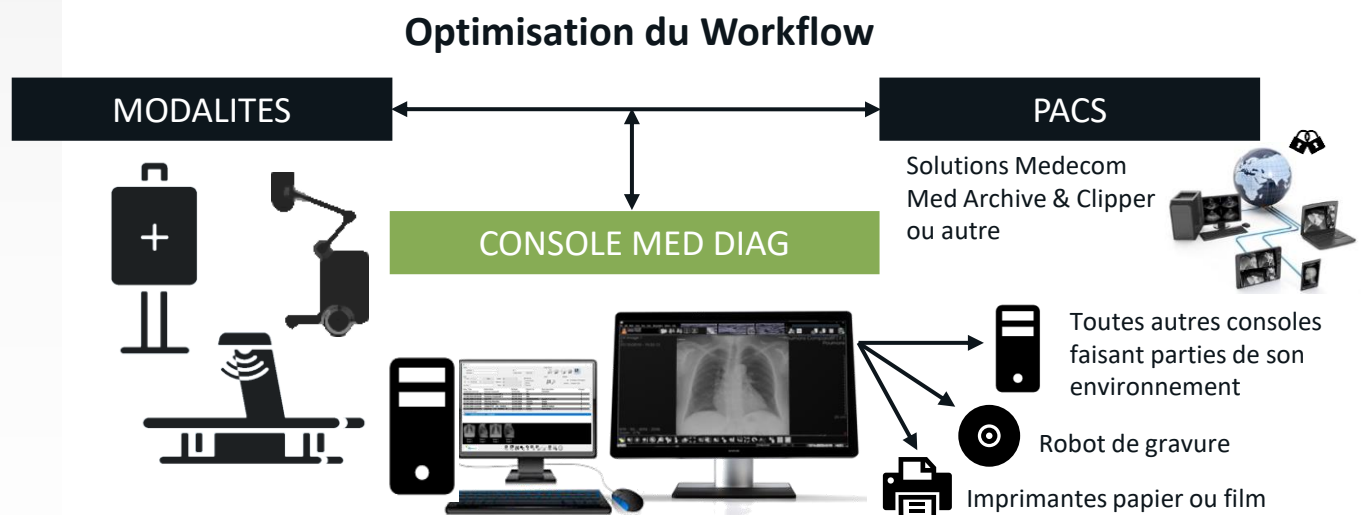 Optimisation du Workflow
MODALITES
PACS
Solutions Medecom
Med Archive & Clipper
ou autre
CONSOLE MED DIAG
Toutes autres consoles
faisant parties de son
environnement
Robot de gravure
Imprimantes papier ou film